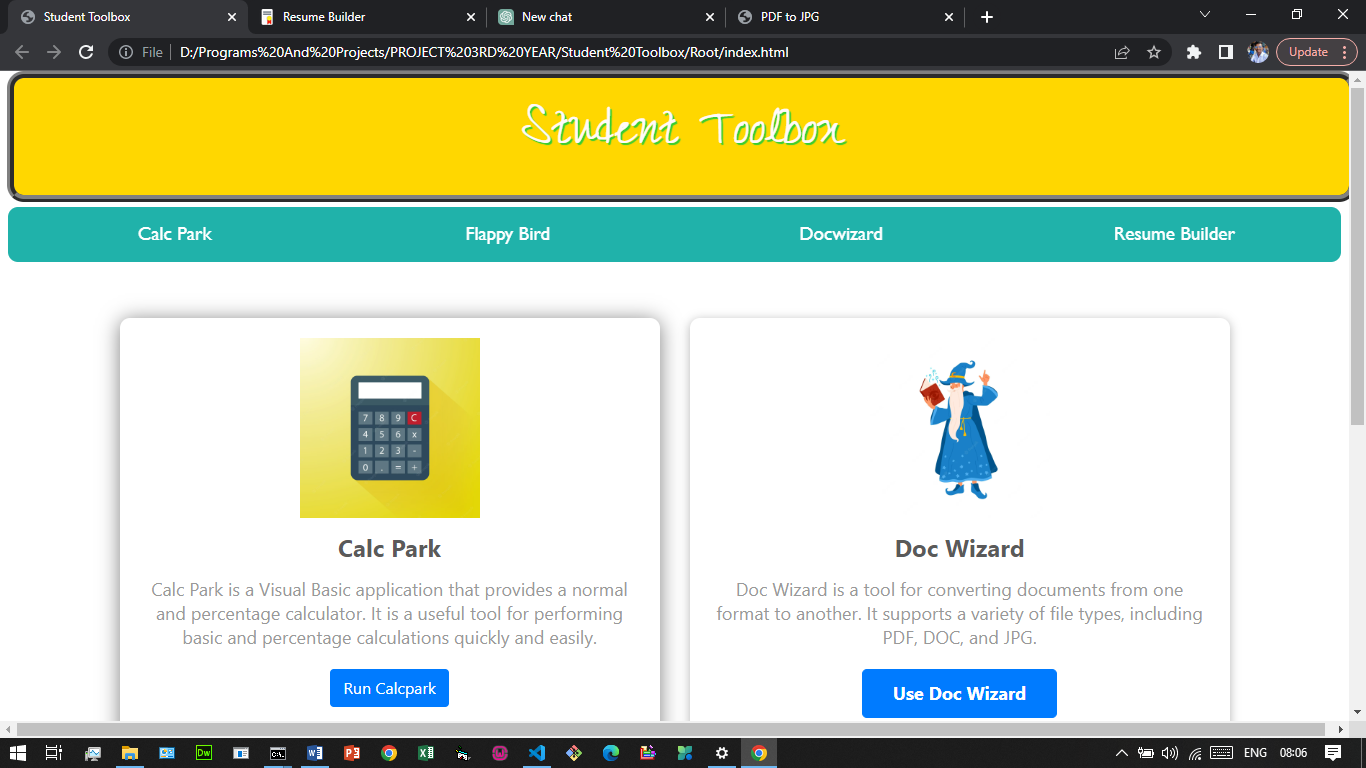 Student Toolbox
Resume Builder
New chat
PDF to JPG
File
D:/Programs%20And%20Projects/PROJECT%203RD%20YEAR/Student%20Toolbox/Root/index.html
Update
Student Toolbox
Calc Park
Flappy Bird
Docwizard
Resume Builder
7 8 9 C
4 5 6 x
1 2 3 -
0 . = +
Calc Park
Calc Park is a Visual Basic application that provides a normal
and percentage calculator. It is a useful tool for performing
basic and percentage calculations quickly and easily.
Run Calcpark
Doc Wizard
Doc Wizard is a tool for converting documents from one
format to another. It supports a variety of file types, including
PDF, DOC, and JPG.
Use Doc Wizard
ENG
08:06